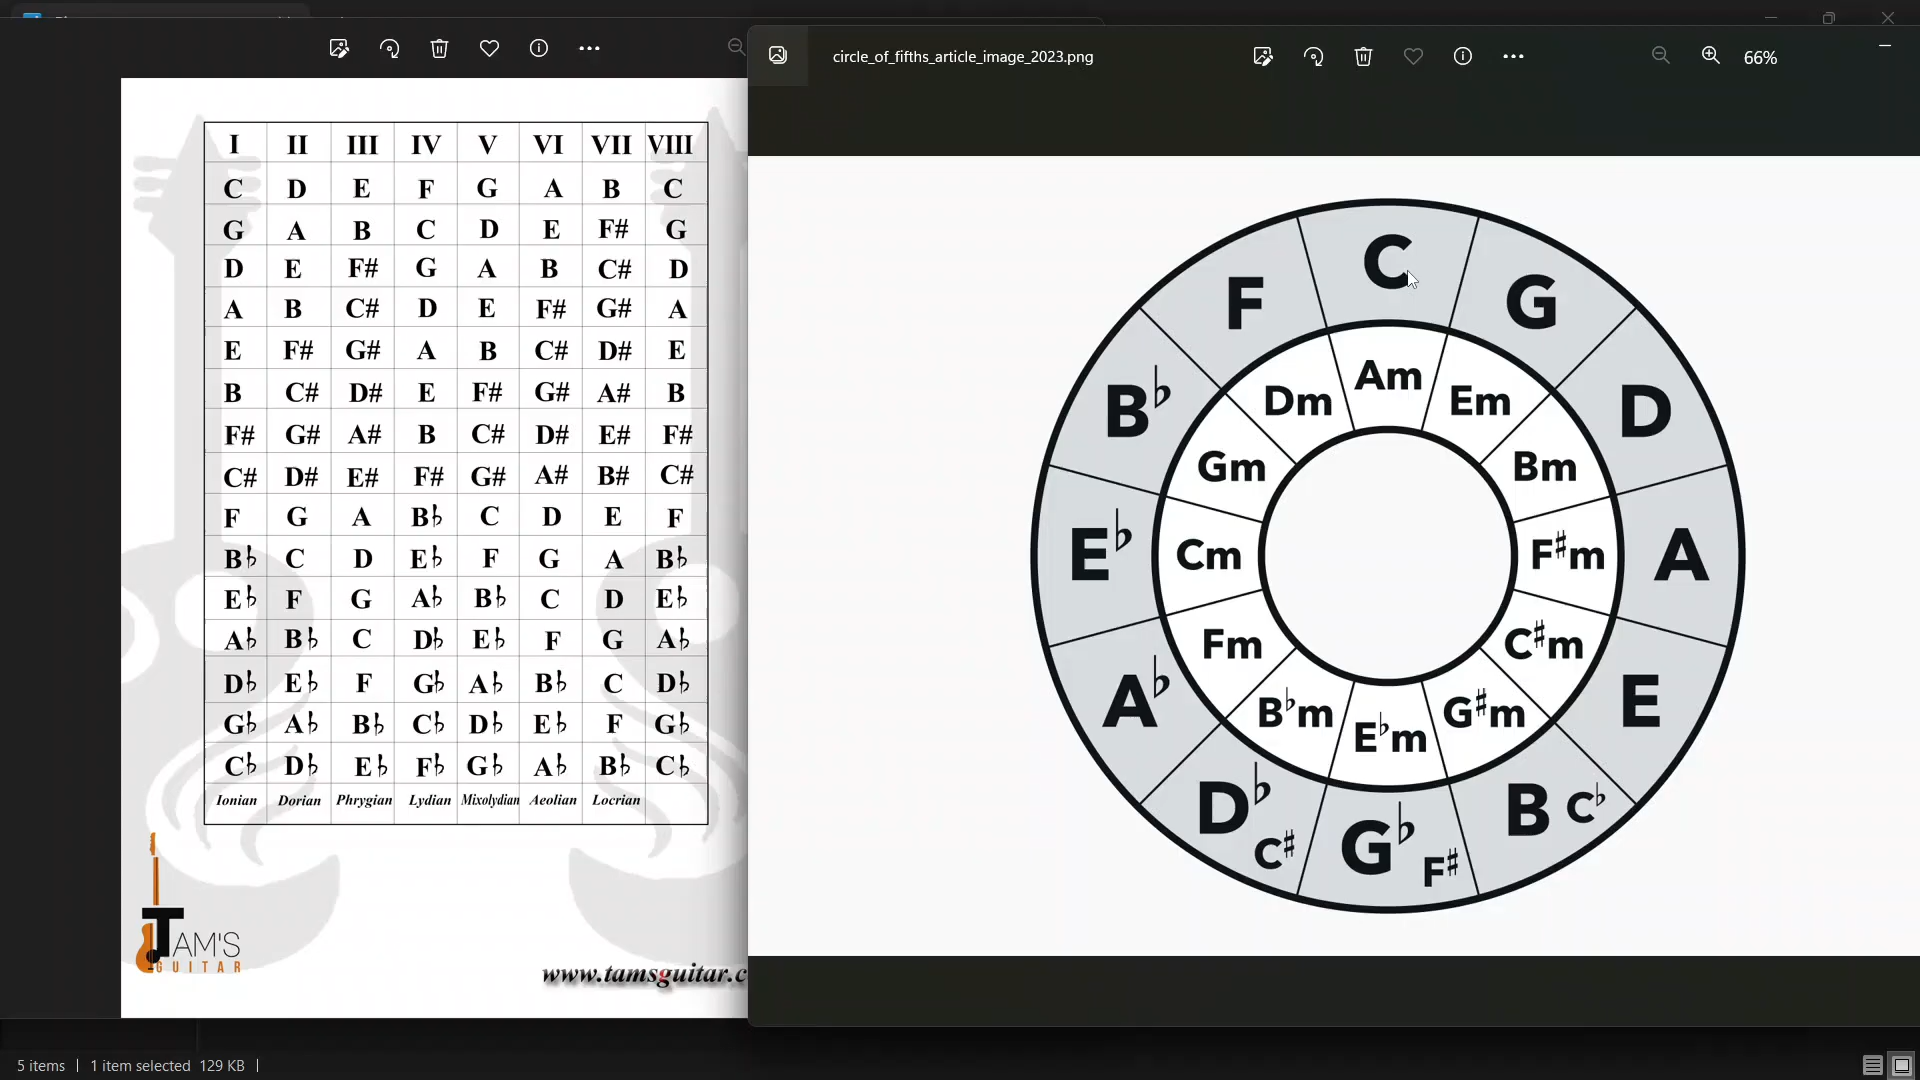 circle_of_fifths_article_image_2023.png
66%
I II III IV V VI VII VIII
C D E F G A B C
G A B C D E F# G
D E F# G A B C# D
A B C# D E F# G# A
E F# G# A B C# D# E
B C# D# E F# G# A# B
F# G# A# B C# D# E# F#
C# D# E# F# G# A# B# C#
F G A B♭ C D E F
B♭ C D E♭ F G A B♭
E♭ F G A♭ B♭ C D E♭
A♭ B♭ C D♭ E♭ F G A♭
D♭ E♭ F G♭ A♭ B♭ C D♭
G♭ A♭ B♭ C♭ D♭ E♭ F G♭
C♭ D♭ E♭ F♭ G♭ A♭ B♭ C♭
Ionian Dorian Phrygian Lydian Mixolydian Aeolian Locrian
TAM'S
GUITAR
www.tamsguitar.c
C
G
D
A
E
B C♭
G♭ F♯
D♭ C♯
A♭
E♭
B♭
F
Am
Em
Bm
F♯m
C♯m
G♯m
E♭m
B♭m
Fm
Cm
Gm
Dm
5 items
1 item selected 129 KB